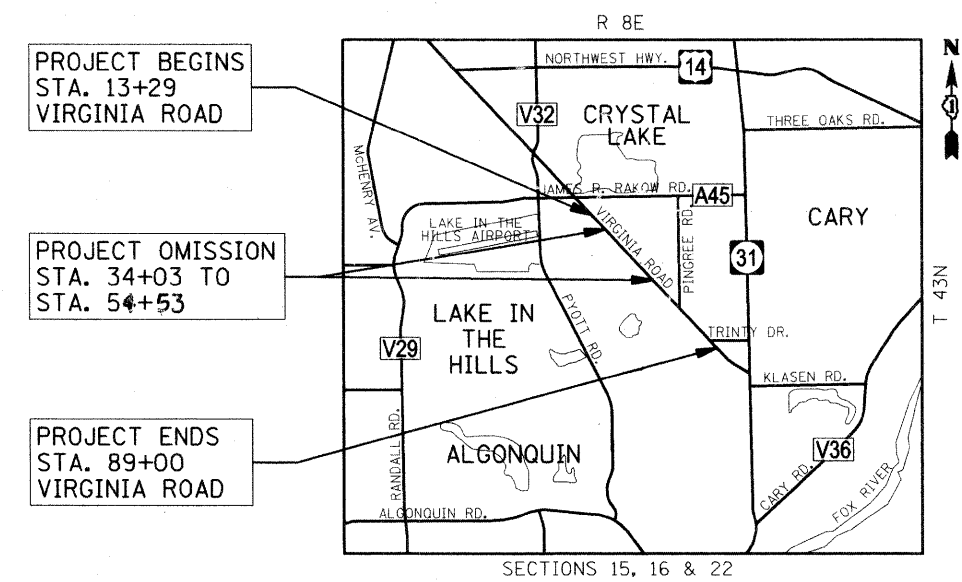 R 8E
PROJECT BEGINS
STA. 13+29
VIRGINIA ROAD
NORTHWEST HWY.
14
N
V32
CRYSTAL
LAKE
THREE OAKS RD.
McHENRY AV.
JAMES R. RAKOW RD.
A45
LAKE IN THE
HILLS AIRPORT
VIRGINIA ROAD
PINGREE RD.
CARY
31
PROJECT OMISSION
STA. 34+03 TO
STA. 54+53
T 43N
LAKE IN
THE
HILLS
PYOTT RD.
TRINTY DR.
V29
KLASEN RD.
PROJECT ENDS
STA. 89+00
VIRGINIA ROAD
RANDALL RD.
ALGONQUIN
V36
CARY RD.
FOX RIVER
ALGONQUIN RD.
SECTIONS 15, 16 & 22